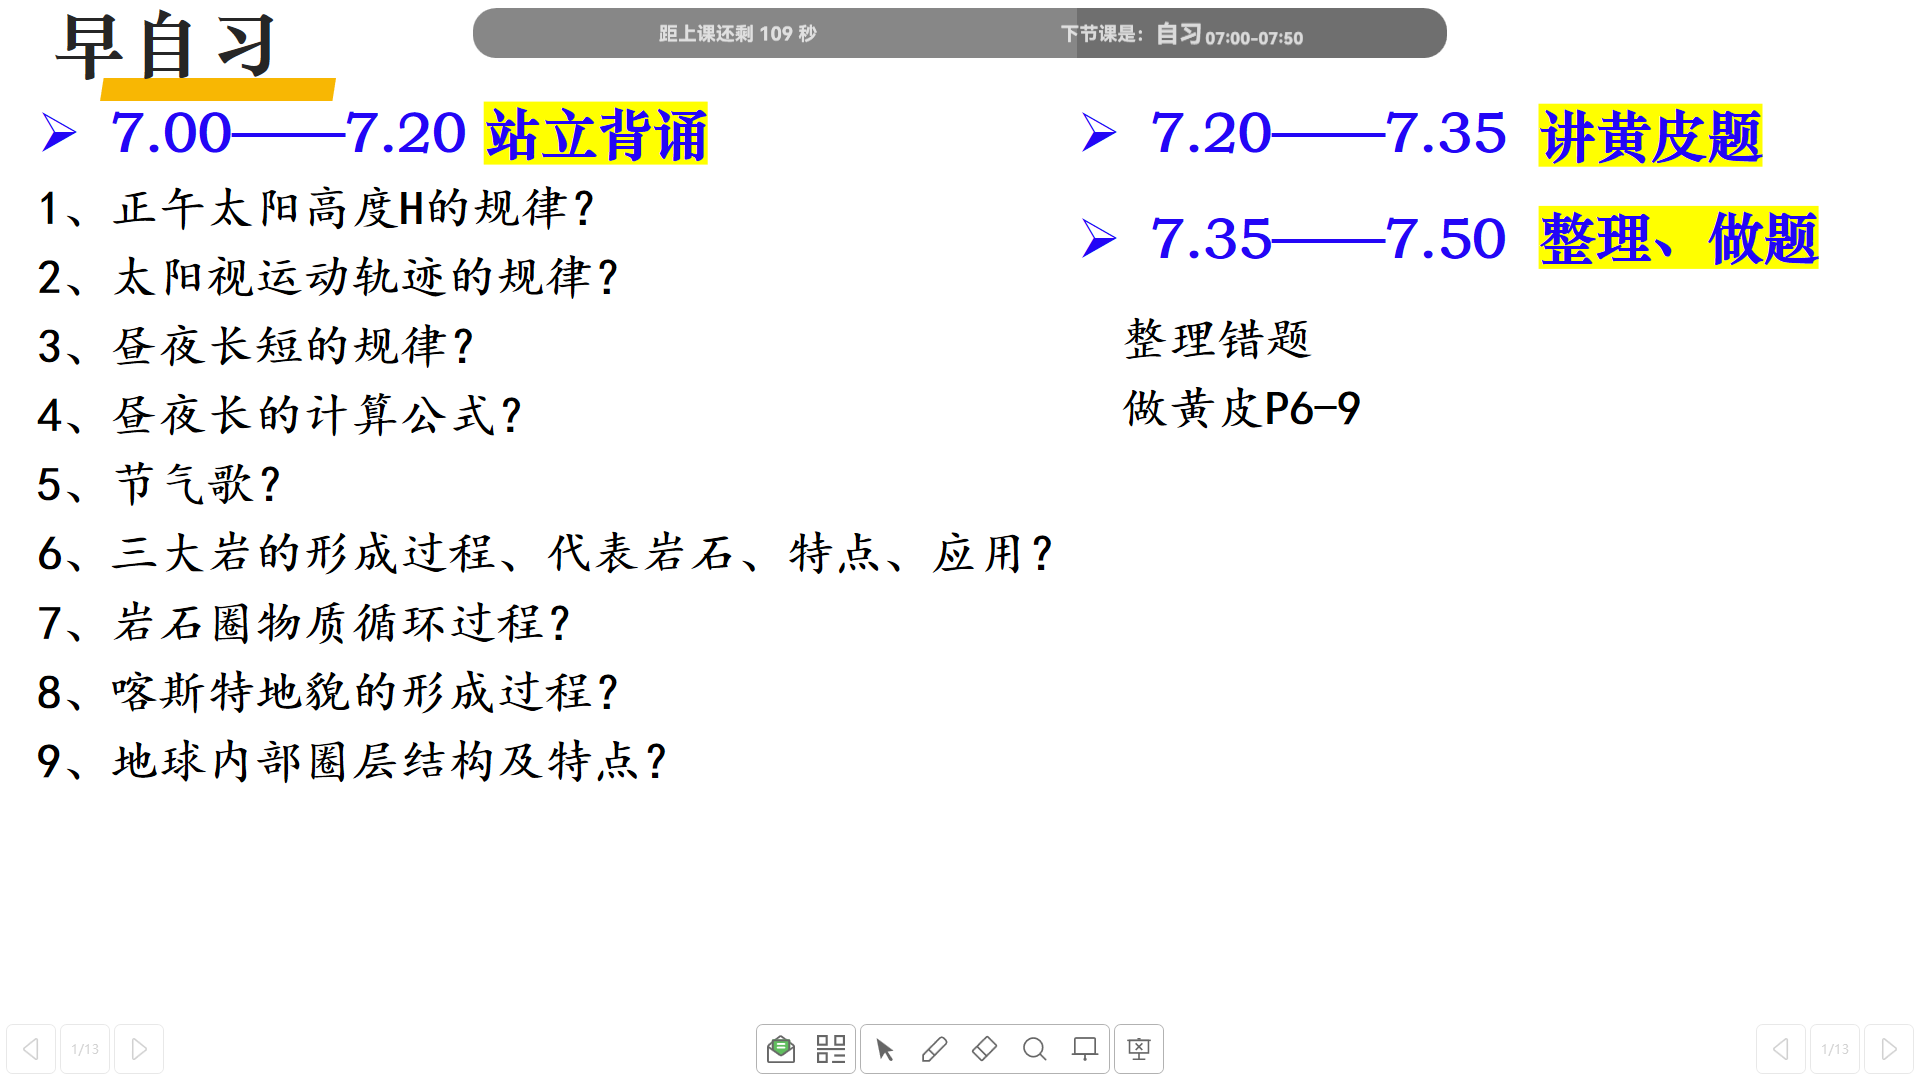 早自习
距上课还剩 109 秒
下节课是：自习 07:00-07:50
7.00——7.20 站立背诵
1、正午太阳高度H的规律?
2、太阳视运动轨迹的规律?
3、昼夜长短的规律?
4、昼夜长的计算公式?
5、节气歌?
6、三大岩的形成过程、代表岩石、特点、应用?
7、岩石圈物质循环过程?
8、喀斯特地貌的形成过程?
9、地球内部圈层结构及特点?
7.20——7.35 讲黄皮题
7.35——7.50 整理、做题
整理错题
做黄皮P6-9
1/13
1/13